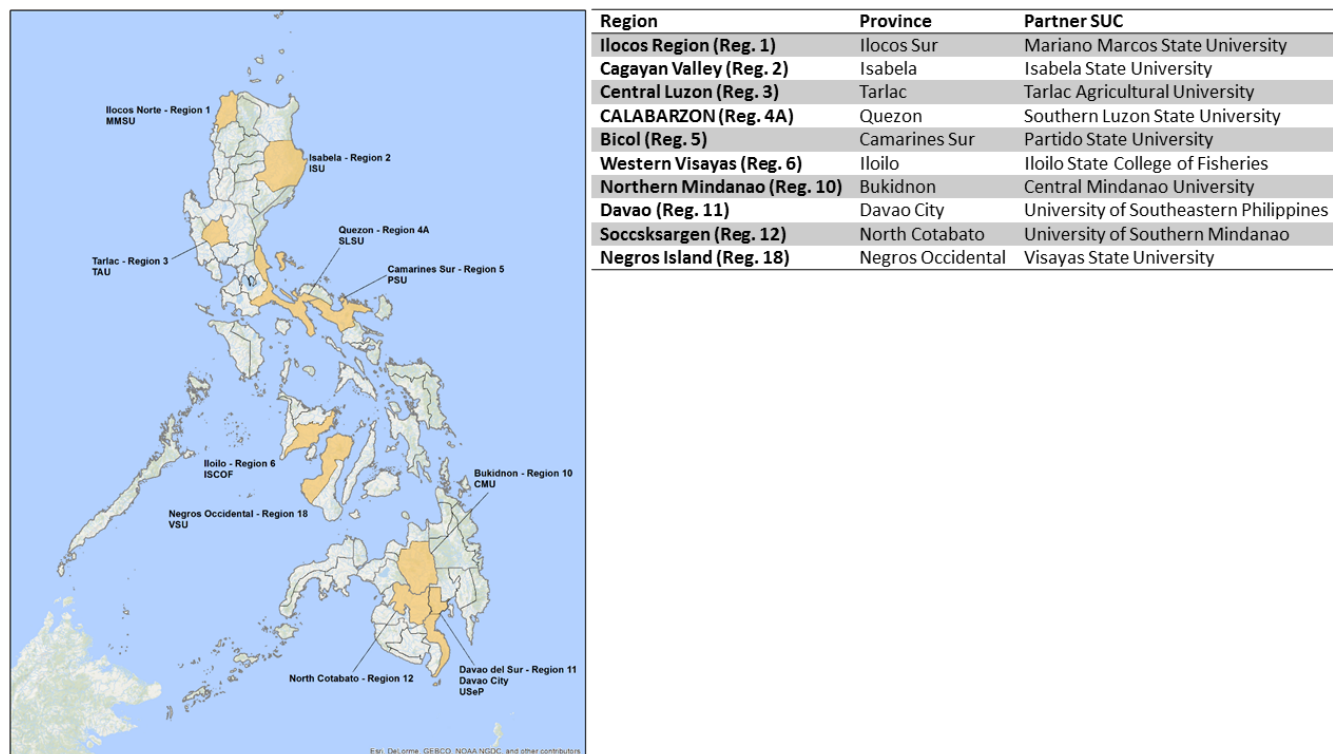 Ilocos Norte - Region 1
MMSU
Isabela - Region 2
ISU
Quezon - Region 4A
SLSU
Tarlac - Region 3
TAU
Camarines Sur - Region 5
PSU
Iloilo - Region 6
ISCOF
Bukidnon - Region 10
CMU
Negros Occidental - Region 18
VSU
North Cotabato - Region 12
Davao del Sur - Region 11
Davao City
USeP
Esri, DeLorme, GEBCO, NOAA NGDC, and other contributors
Region Province Partner SUC
Ilocos Region (Reg. 1) Ilocos Sur Mariano Marcos State University
Cagayan Valley (Reg. 2) Isabela Isabela State University
Central Luzon (Reg. 3) Tarlac Tarlac Agricultural University
CALABARZON (Reg. 4A) Quezon Southern Luzon State University
Bicol (Reg. 5) Camarines Sur Partido State University
Western Visayas (Reg. 6) Iloilo Iloilo State College of Fisheries
Northern Mindanao (Reg. 10) Bukidnon Central Mindanao University
Davao (Reg. 11) Davao City University of Southeastern Philippines
Soccsksargen (Reg. 12) North Cotabato University of Southern Mindanao
Negros Island (Reg. 18) Negros Occidental Visayas State University